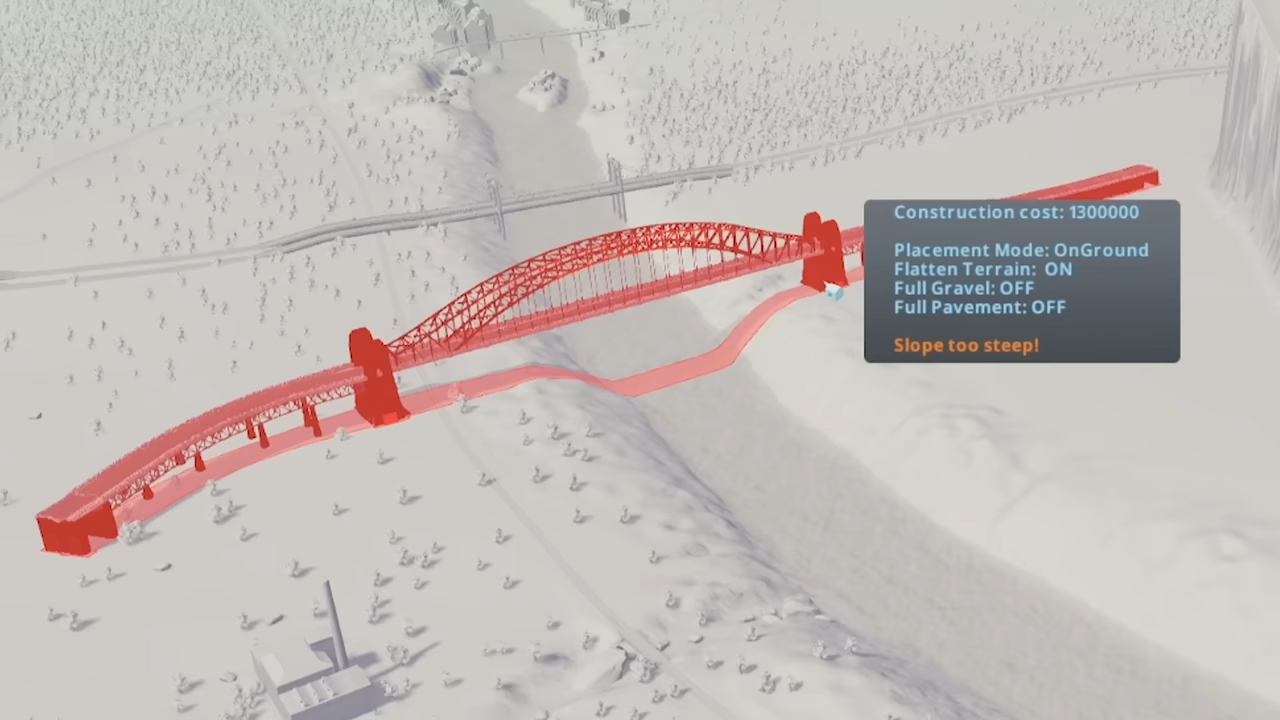 Construction cost: 1300000
Placement Mode: OnGround
Flatten Terrain: ON
Full Gravel: OFF
Full Pavement: OFF
Slope too steep!